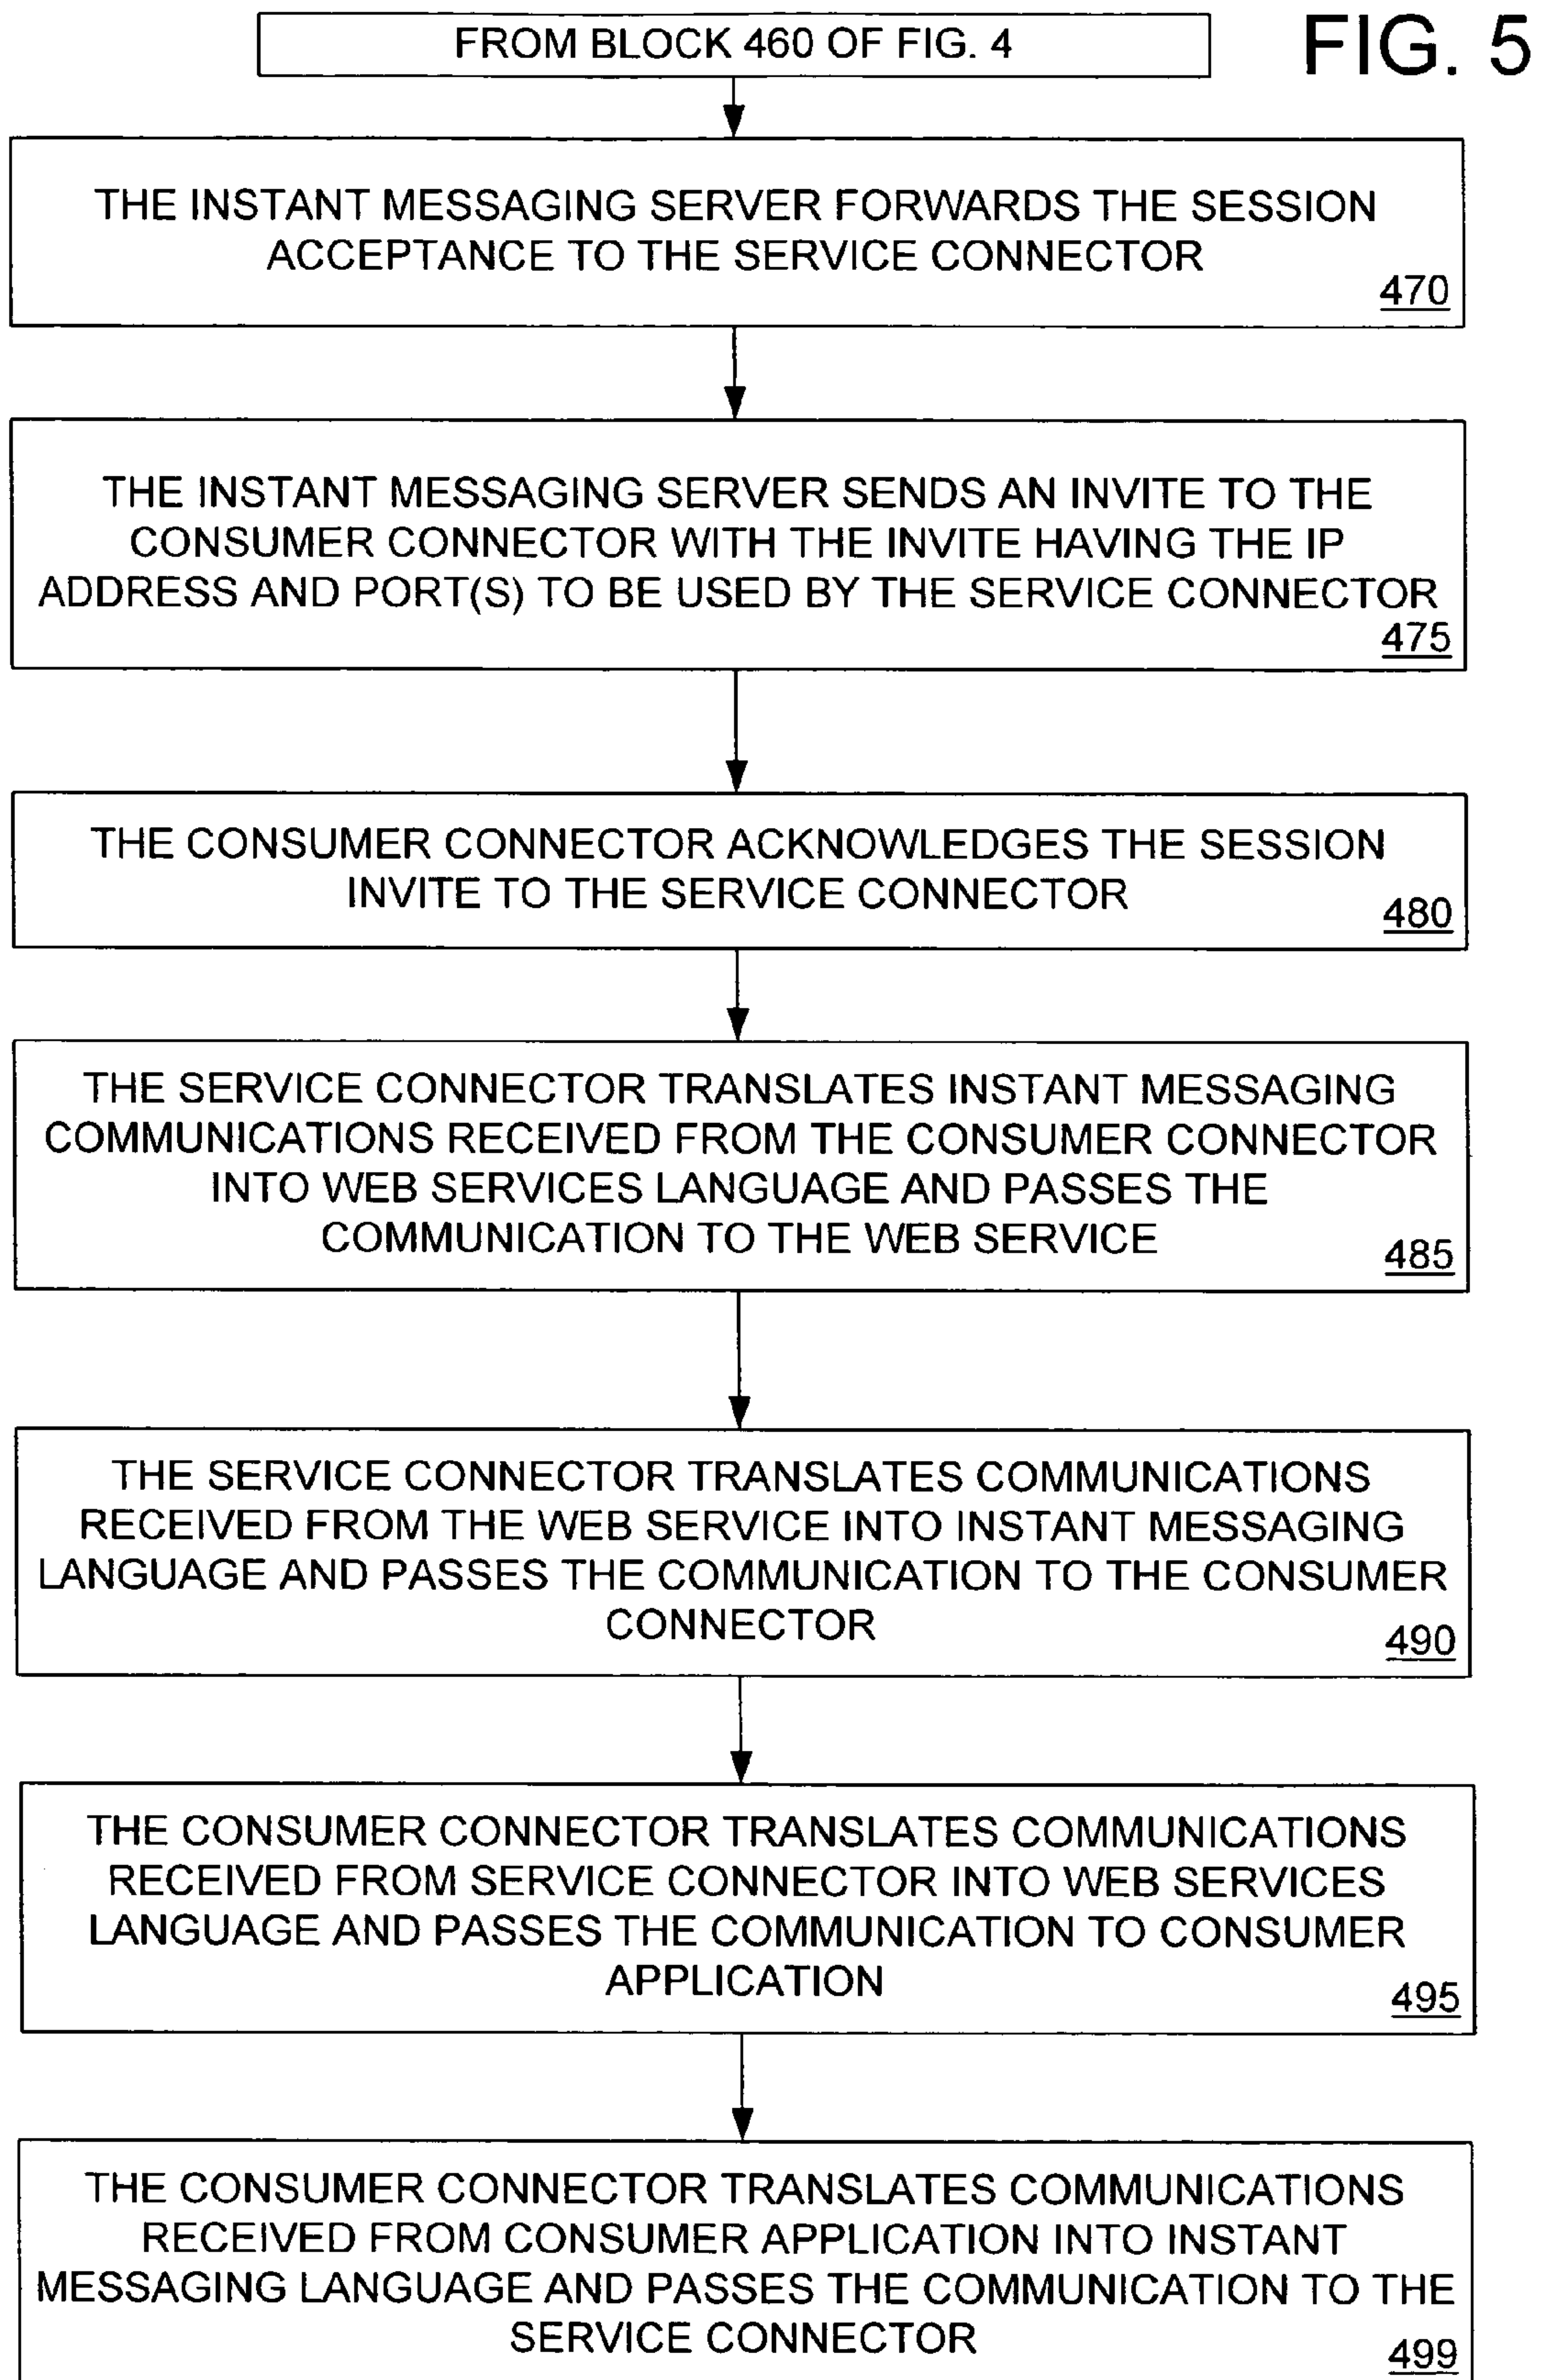 FROM BLOCK 460 OF FIG. 4
FIG. 5
THE INSTANT MESSAGING SERVER FORWARDS THE SESSION
ACCEPTANCE TO THE SERVICE CONNECTOR
470
THE INSTANT MESSAGING SERVER SENDS AN INVITE TO THE
CONSUMER CONNECTOR WITH THE INVITE HAVING THE IP
ADDRESS AND PORT(S) TO BE USED BY THE SERVICE CONNECTOR
475
THE CONSUMER CONNECTOR ACKNOWLEDGES THE SESSION
INVITE TO THE SERVICE CONNECTOR
480
THE SERVICE CONNECTOR TRANSLATES INSTANT MESSAGING
COMMUNICATIONS RECEIVED FROM THE CONSUMER CONNECTOR
INTO WEB SERVICES LANGUAGE AND PASSES THE
COMMUNICATION TO THE WEB SERVICE
485
THE SERVICE CONNECTOR TRANSLATES COMMUNICATIONS
RECEIVED FROM THE WEB SERVICE INTO INSTANT MESSAGING
LANGUAGE AND PASSES THE COMMUNICATION TO THE CONSUMER
CONNECTOR
490
THE CONSUMER CONNECTOR TRANSLATES COMMUNICATIONS
RECEIVED FROM SERVICE CONNECTOR INTO WEB SERVICES
LANGUAGE AND PASSES THE COMMUNICATION TO CONSUMER
APPLICATION
495
THE CONSUMER CONNECTOR TRANSLATES COMMUNICATIONS
RECEIVED FROM CONSUMER APPLICATION INTO INSTANT
MESSAGING LANGUAGE AND PASSES THE COMMUNICATION TO THE
SERVICE CONNECTOR
499